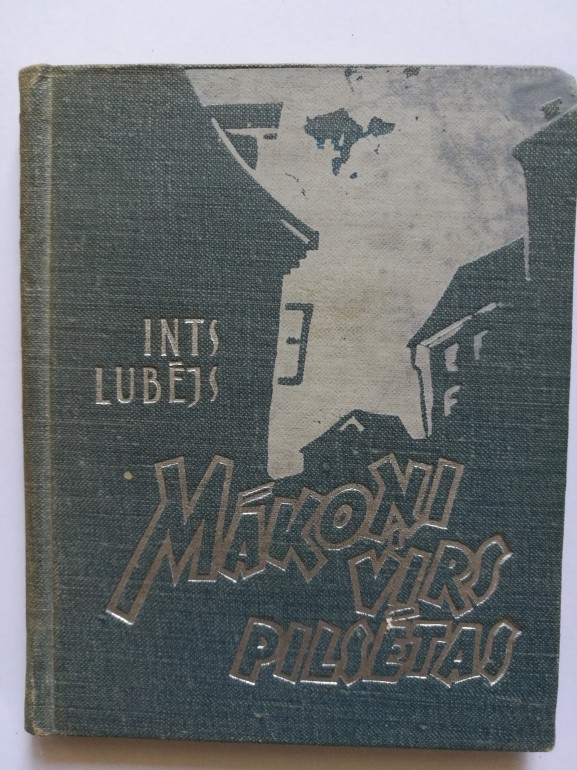 INTS
LUBĒJS
MĀKOŅI
VIRS
PILSĒTAS